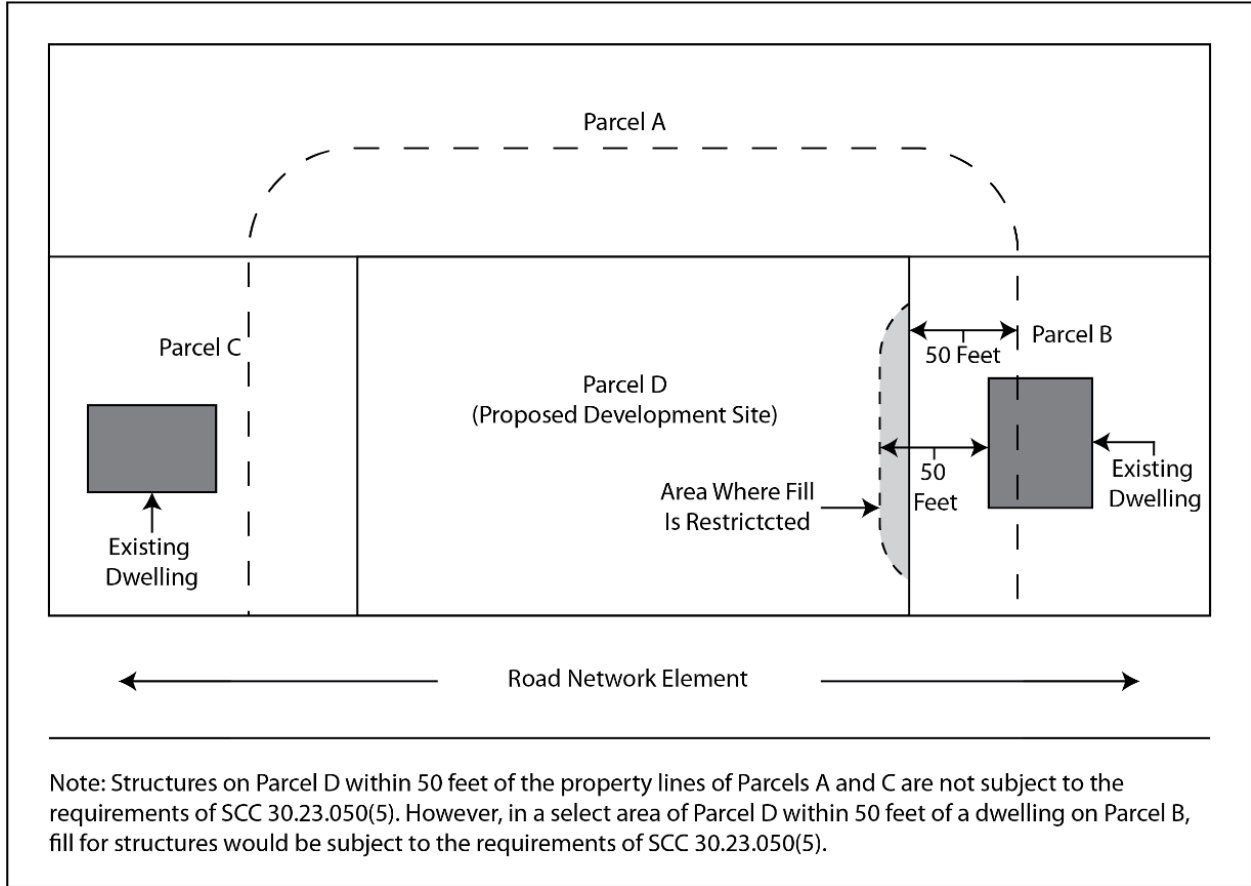 Parcel A
Parcel C
50 Feet
Parcel B
Parcel D
(Proposed Development Site)
50
Feet
Area Where Fill
Is Restrictcted
Existing
Dwelling
Existing
Dwelling
Road Network Element
Note: Structures on Parcel D within 50 feet of the property lines of Parcels A and C are not subject to the
requirements of SCC 30.23.050(5). However, in a select area of Parcel D within 50 feet of a dwelling on Parcel B,
fill for structures would be subject to the requirements of SCC 30.23.050(5).